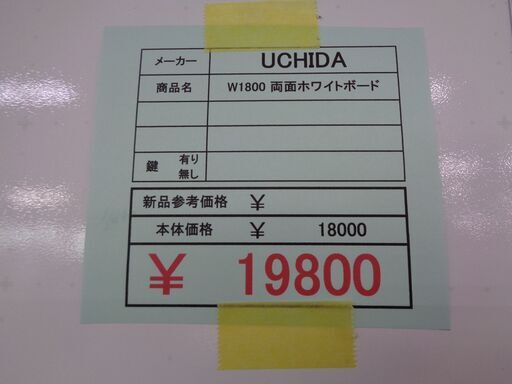 メーカー UCHIDA
商品名 W1800 両面ホワイトボード
鍵 有り
無し
新品参考価格 ¥
本体価格 ¥ 18000
¥ 19800